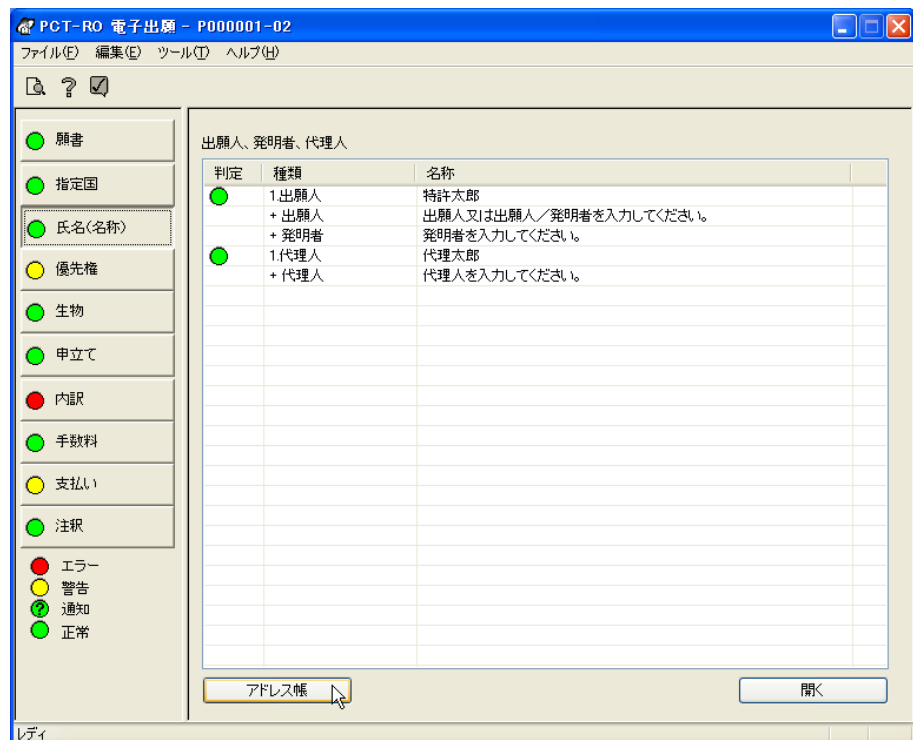 PCT-RO 電子出願 - P000001-02
ファイル(F) 編集(E) ツール(T) ヘルプ(H)
願書
指定国
氏名(名称)
優先権
生物
申立て
内訳
手数料
支払い
注釈
エラー
警告
通知
正常
出願人、発明者、代理人
判定 種類 名称
1.出願人 特許太郎
+ 出願人 出願人又は出願人／発明者を入力してください。
+ 発明者 発明者を入力してください。
1.代理人 代理太郎
+ 代理人 代理人を入力してください。
アドレス帳 開く
レディ